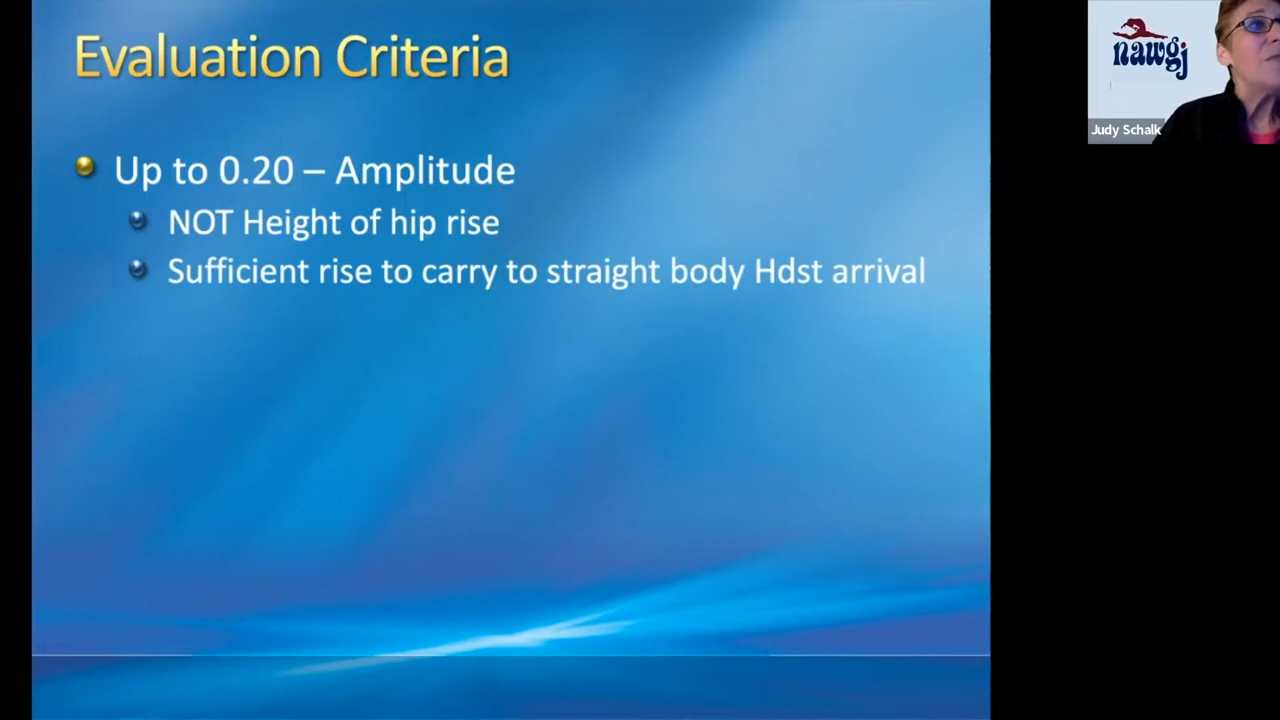 Evaluation Criteria
Up to 0.20 – Amplitude
NOT Height of hip rise
Sufficient rise to carry to straight body Hdst arrival
nawgj
Judy Schalk